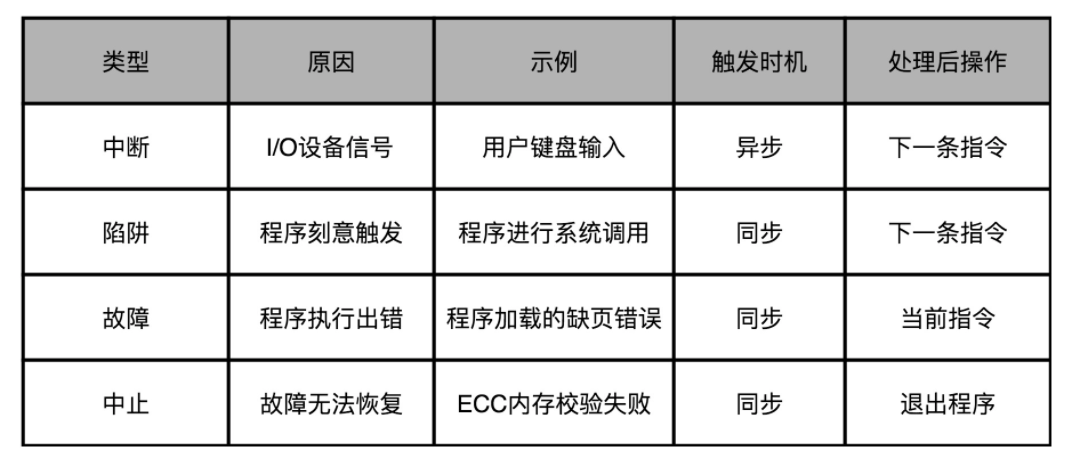 类型 原因 示例 触发时机 处理后操作
中断 I/O设备信号 用户键盘输入 异步 下一条指令
陷阱 程序刻意触发 程序进行系统调用 同步 下一条指令
故障 程序执行出错 程序加载的缺页错误 同步 当前指令
中止 故障无法恢复 ECC内存校验失败 同步 退出程序